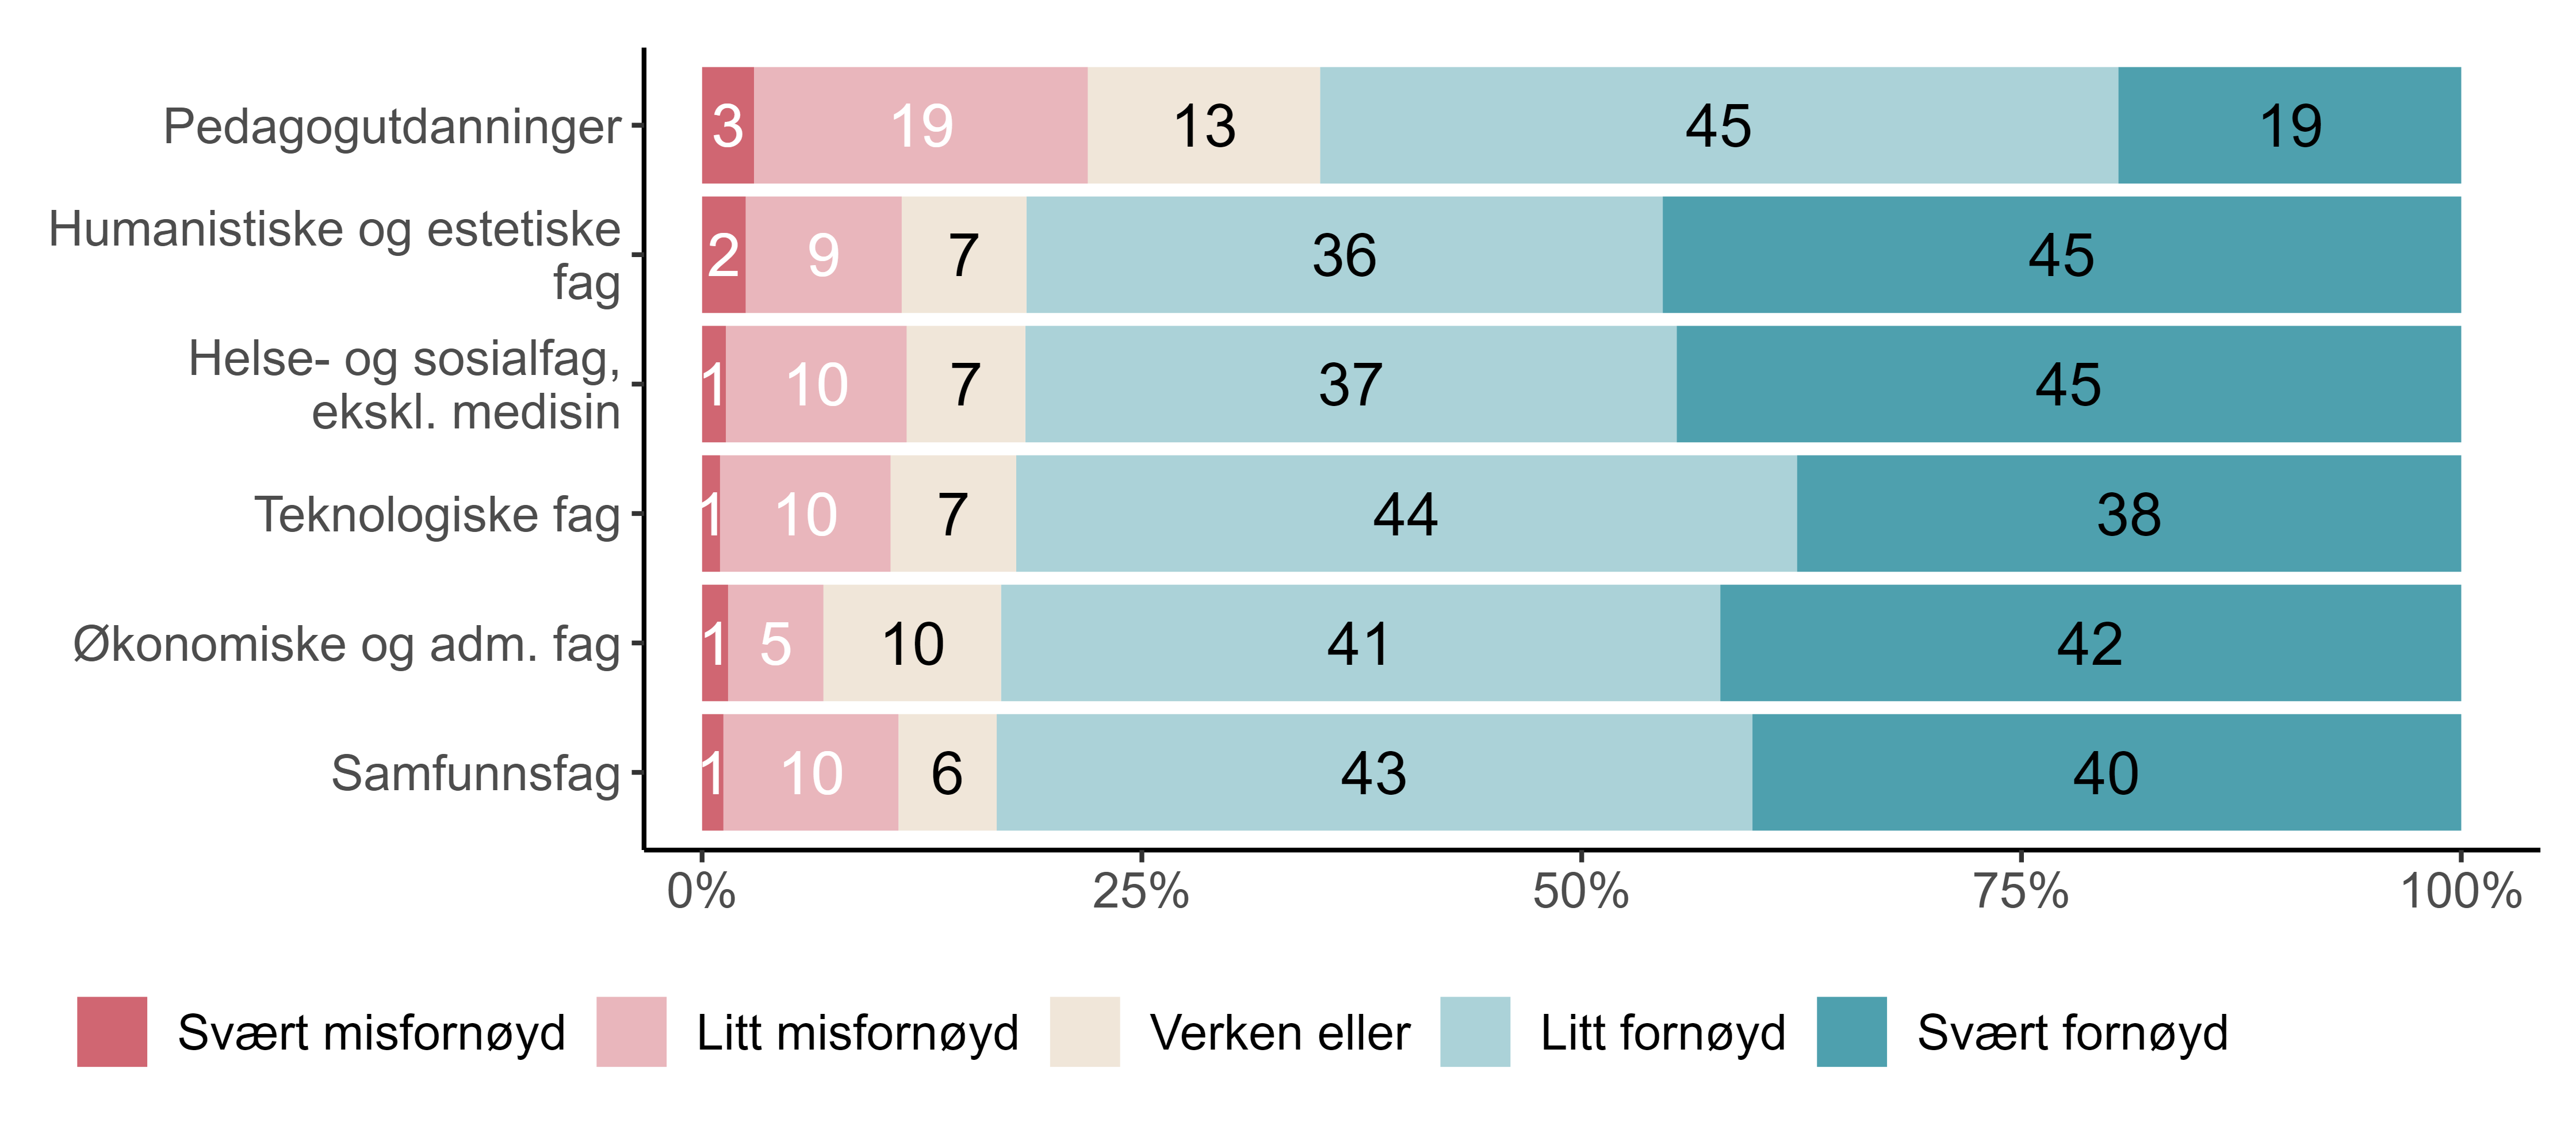 Pedagogutdanninger
3 19 13 45 19
Humanistiske og estetiske
fag
2 9 7 36 45
Helse- og sosialfag,
ekskl. medisin
1 10 7 37 45
Teknologiske fag
1 10 7 44 38
Økonomiske og adm. fag
1 5 10 41 42
Samfunnsfag
1 10 6 43 40
0% 25% 50% 75% 100%
Svært misfornøyd Litt misfornøyd Verken eller Litt fornøyd Svært fornøyd